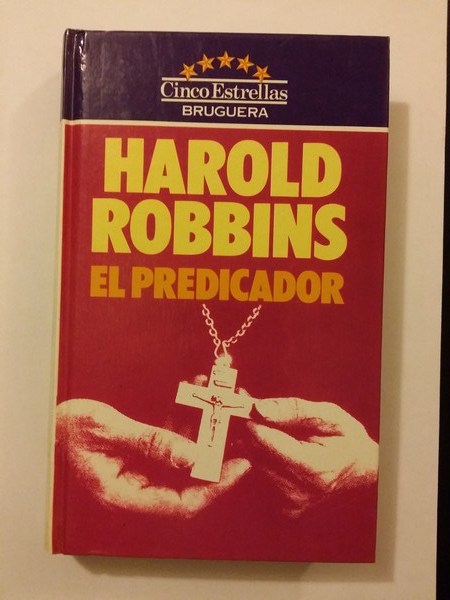 Cinco Estrellas
BRUGUERA
HAROLD
ROBBINS
EL PREDICADOR